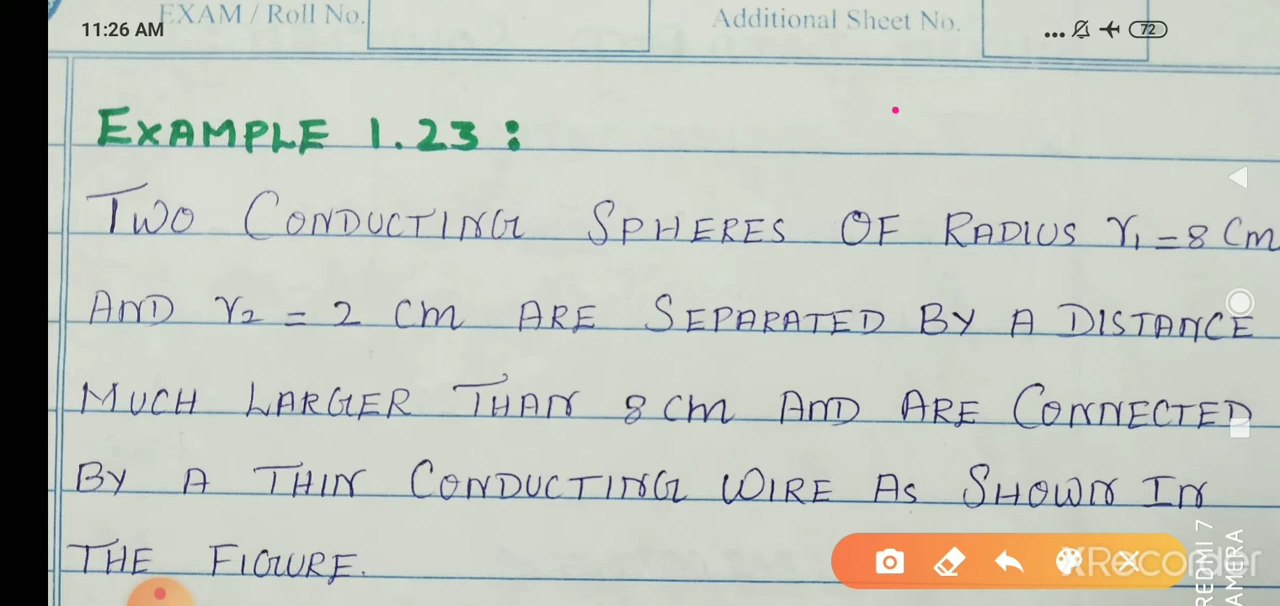 EXAM / Roll No.
Additional Sheet No.
11:26 AM
72
EXAMPLE 1.23:
TWO CONDUCTING SPHERES OF RADIUS r₁ = 8 Cm
AND r₂ = 2 cm ARE SEPARATED BY A DISTANCE
MUCH LARGER THAN 8 cm AND ARE CONNECTED
BY A THIN CONDUCTING WIRE AS SHOWN IN
THE FIGURE.
XRecorder
REDMI 7
AMERA